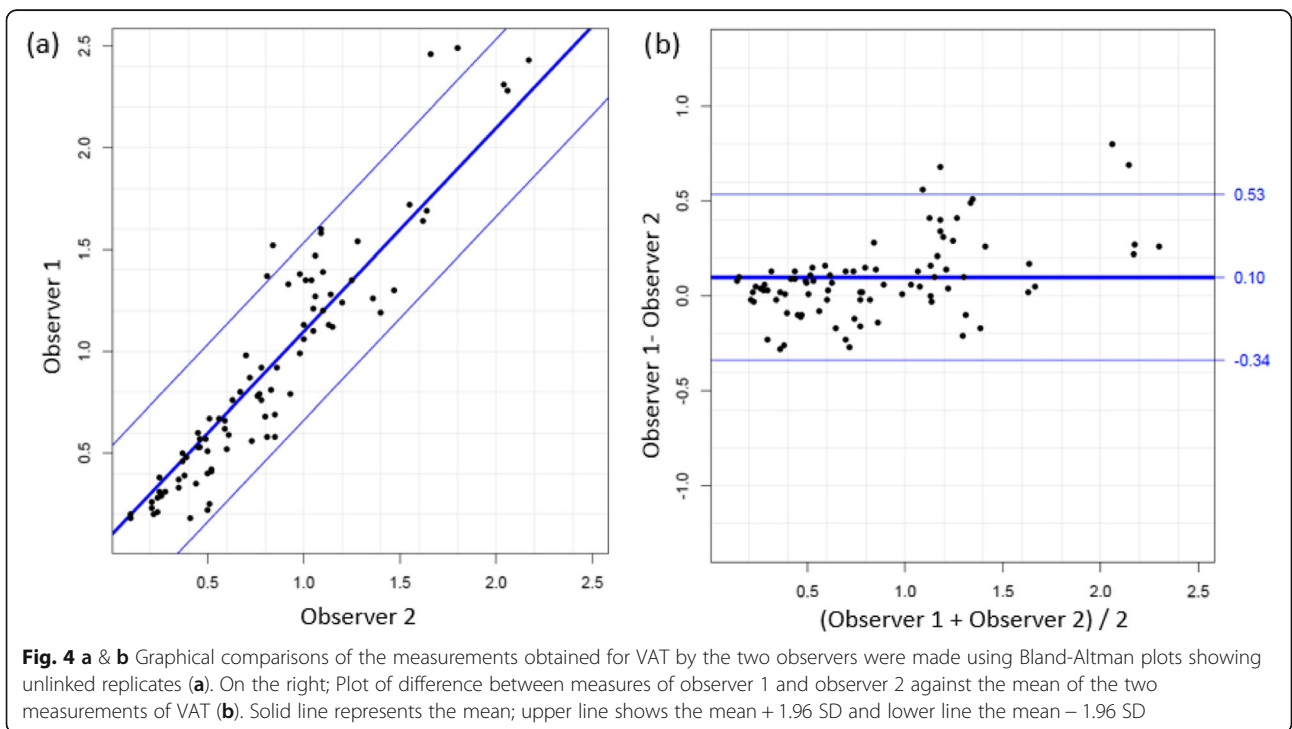 (a)
2.5
2.0
1.5
1.0
0.5
Observer 1
0.5 1.0 1.5 2.0 2.5
Observer 2
(b)
1.0
0.5
0.0
-0.5
-1.0
Observer 1- Observer 2
0.53
0.10
-0.34
0.5 1.0 1.5 2.0 2.5
(Observer 1 + Observer 2) / 2
Fig. 4 a & b Graphical comparisons of the measurements obtained for VAT by the two observers were made using Bland-Altman plots showing
unlinked replicates (a). On the right; Plot of difference between measures of observer 1 and observer 2 against the mean of the two
measurements of VAT (b). Solid line represents the mean; upper line shows the mean + 1.96 SD and lower line the mean − 1.96 SD